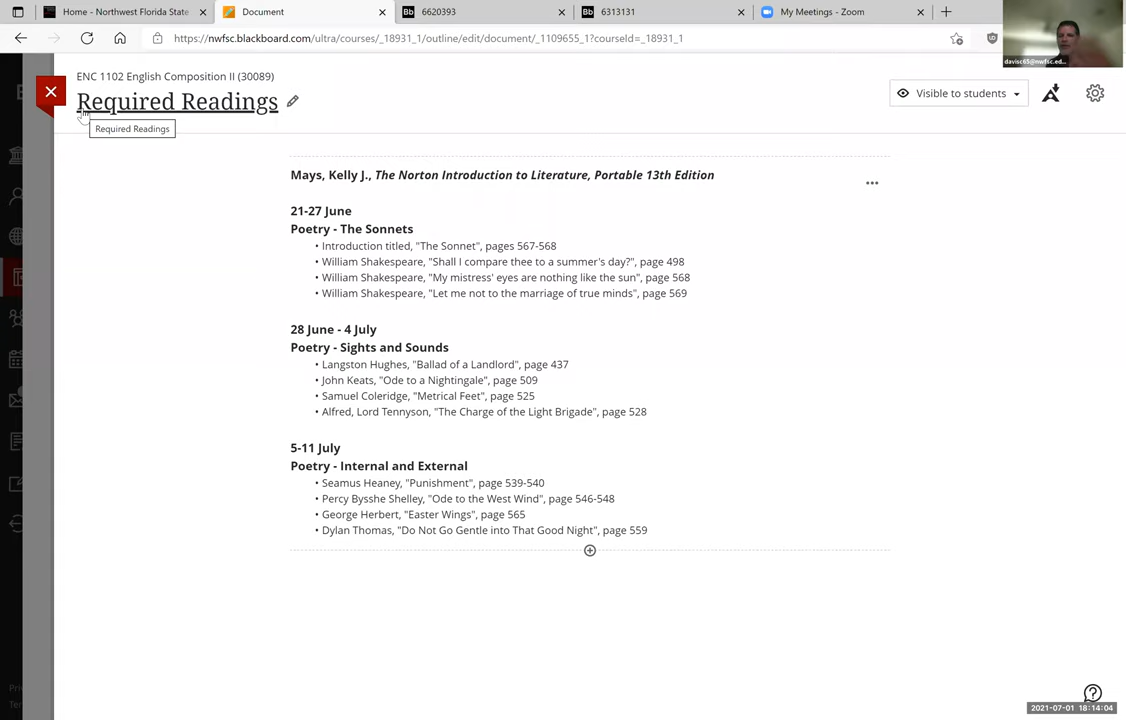 Home - Northwest Florida State
Document
Bb 6620393
Bb 6313131
My Meetings - Zoom
https://nwfsc.blackboard.com/ultra/courses/_18931_1/outline/edit/document/_1109655_1?courseId=_18931_1
davisc65@nwfsc.ed...
ENC 1102 English Composition II (30089)
Required Readings
Visible to students
Required Readings
Mays, Kelly J., The Norton Introduction to Literature, Portable 13th Edition
21-27 June
Poetry - The Sonnets
• Introduction titled, "The Sonnet", pages 567-568
• William Shakespeare, "Shall I compare thee to a summer's day?", page 498
• William Shakespeare, "My mistress' eyes are nothing like the sun", page 568
• William Shakespeare, "Let me not to the marriage of true minds", page 569
28 June - 4 July
Poetry - Sights and Sounds
• Langston Hughes, "Ballad of a Landlord", page 437
• John Keats, "Ode to a Nightingale", page 509
• Samuel Coleridge, "Metrical Feet", page 525
• Alfred, Lord Tennyson, "The Charge of the Light Brigade", page 528
5-11 July
Poetry - Internal and External
• Seamus Heaney, "Punishment", page 539-540
• Percy Bysshe Shelley, "Ode to the West Wind", page 546-548
• George Herbert, "Easter Wings", page 565
• Dylan Thomas, "Do Not Go Gentle into That Good Night", page 559
Pri
Ter
2021-07-01 18:14:04